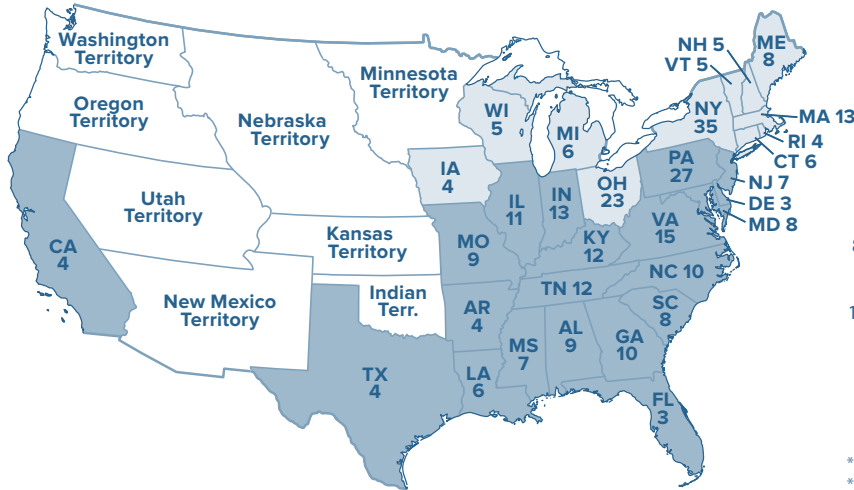 Washington
Territory
Oregon
Territory
Nebraska
Territory
Minnesota
Territory
Utah
Territory
Kansas
Territory
New Mexico
Territory
Indian
Terr.
CA
4
TX
4
IA
4
WI
5
MI
6
IL
11
IN
13
OH
23
MO
9
KY
12
TN 12
AR
4
LA
6
MS
7
AL
9
GA
10
FL
3
SC
8
NC 10
VA
15
PA
27
NY
35
NH 5
VT 5
ME
8
MA 13
RI 4
CT 6
NJ 7
DE 3
MD 8
1
*
*